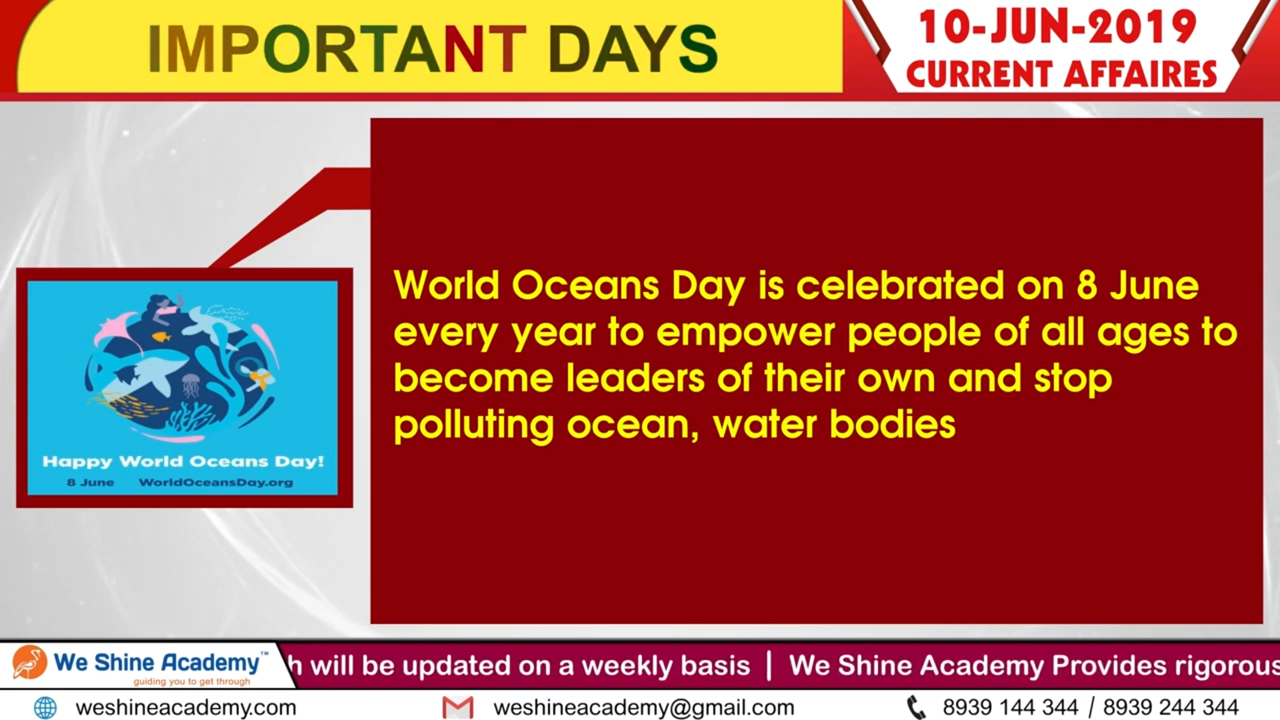 IMPORTANT DAYS
10-JUN-2019
CURRENT AFFAIRES
World Oceans Day is celebrated on 8 June
every year to empower people of all ages to
become leaders of their own and stop
polluting ocean, water bodies
Happy World Oceans Day!
8 June WorldOceansDay.org
We Shine Academy™
guiding you to get through
h will be updated on a weekly basis | We Shine Academy Provides rigorous
weshineacademy.com
weshineacademy@gmail.com
8939 144 344 / 8939 244 344